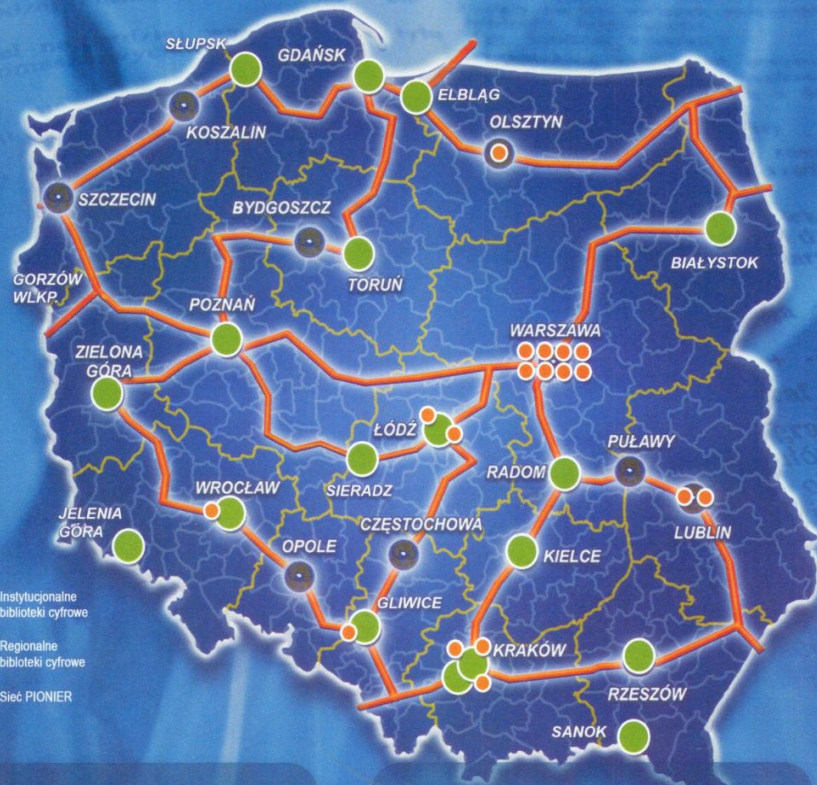 SŁUPSK
GDAŃSK
ELBLĄG
KOSZALIN
OLSZTYN
SZCZECIN
BYDGOSZCZ
TORUŃ
BIAŁYSTOK
GORZÓW
WLKP.
POZNAŃ
WARSZAWA
ZIELONA
GÓRA
ŁÓDŹ
PUŁAWY
RADOM
SIERADZ
WROCŁAW
JELENIA
GÓRA
CZĘSTOCHOWA
LUBLIN
OPOLE
KIELCE
GLIWICE
KRAKÓW
RZESZÓW
SANOK
Instytucjonalne
biblioteki cyfrowe
Regionalne
bibloteki cyfrowe
Sieć PIONIER